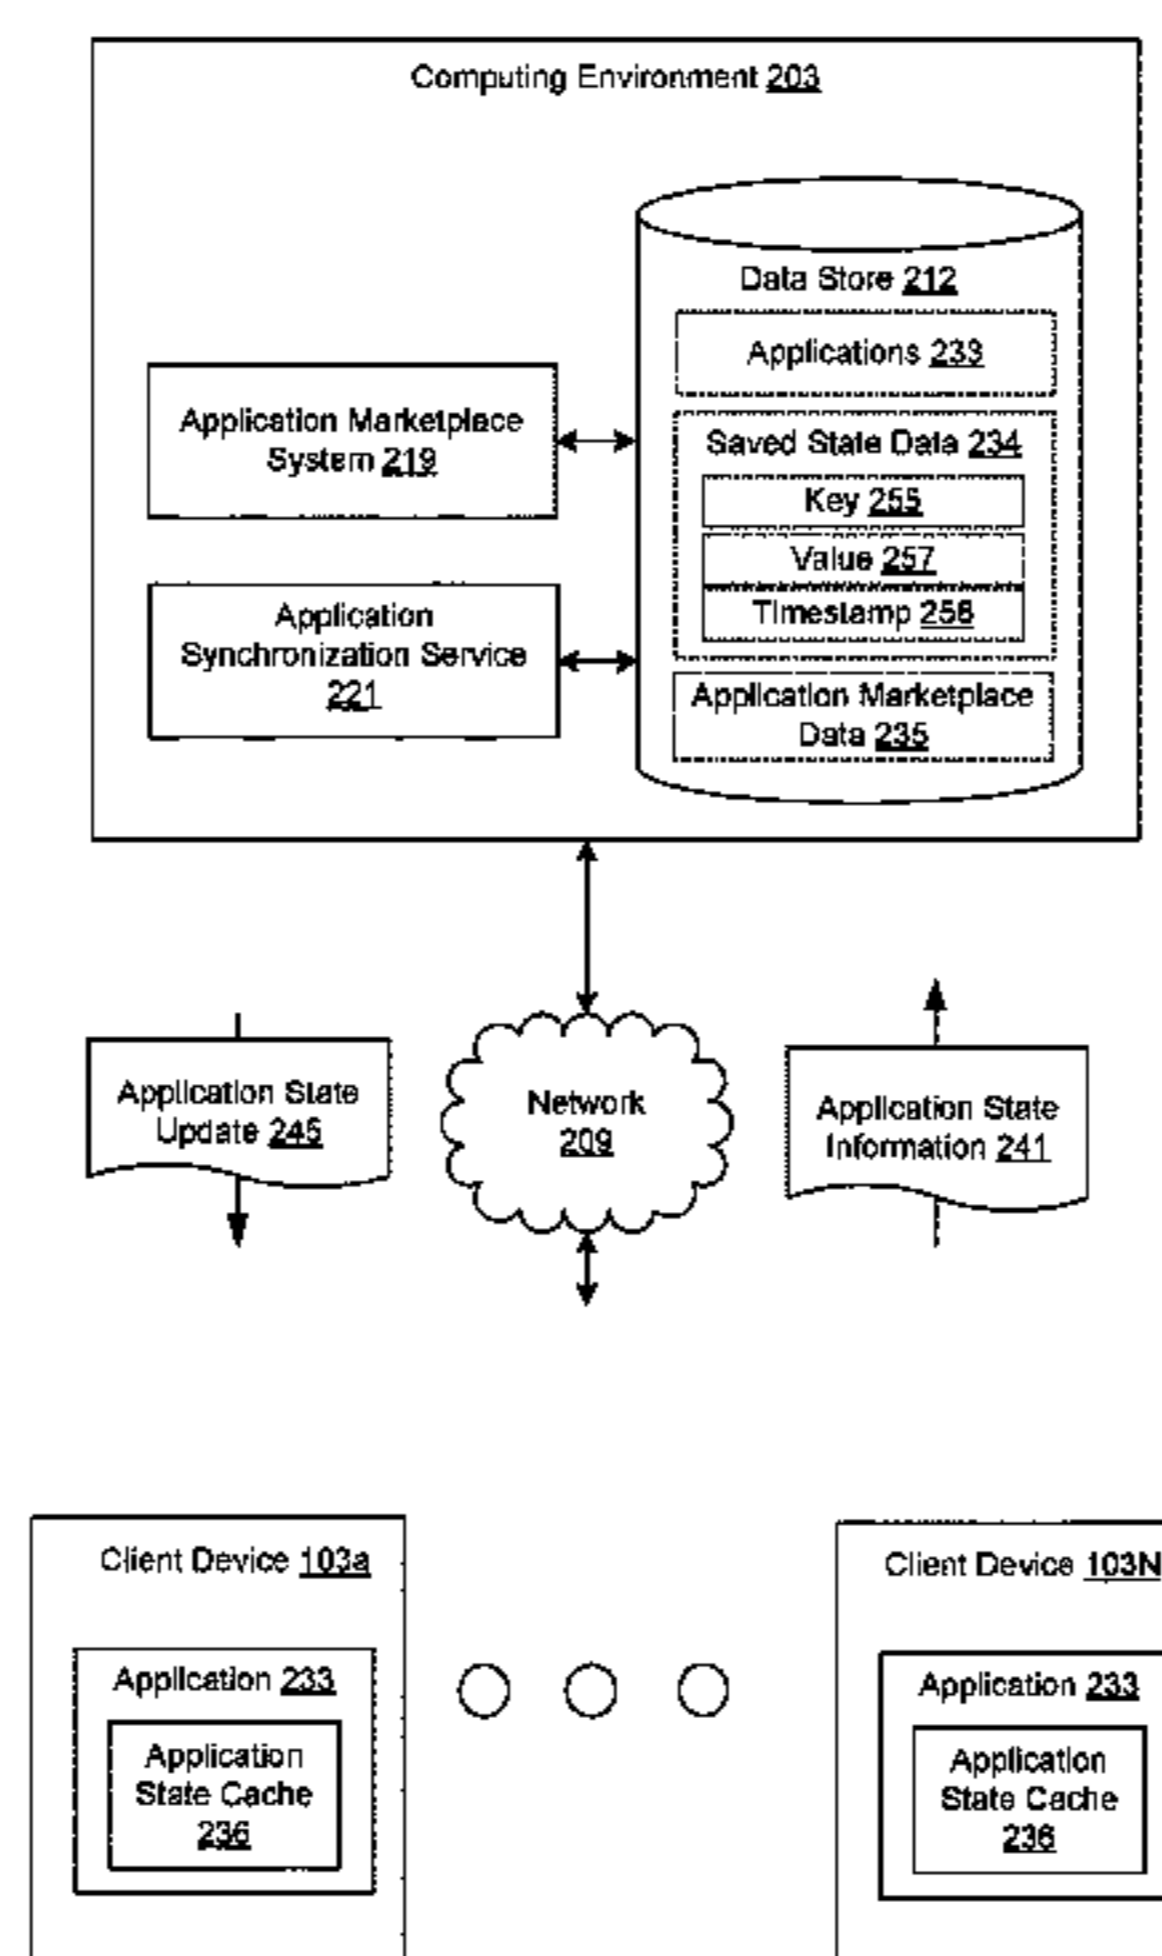 Computing Environment 203
Data Store 212
Applications 233
Application Marketplace
System 219
Saved State Data 234
Key 255
Value 257
Timestamp 258
Application
Synchronization Service
221
Application Marketplace
Data 235
Application State
Update 245
Network
209
Application State
Information 241
Client Device 103a
Application 233
Application
State Cache
236
Client Device 103N
Application 233
Application
State Cache
236